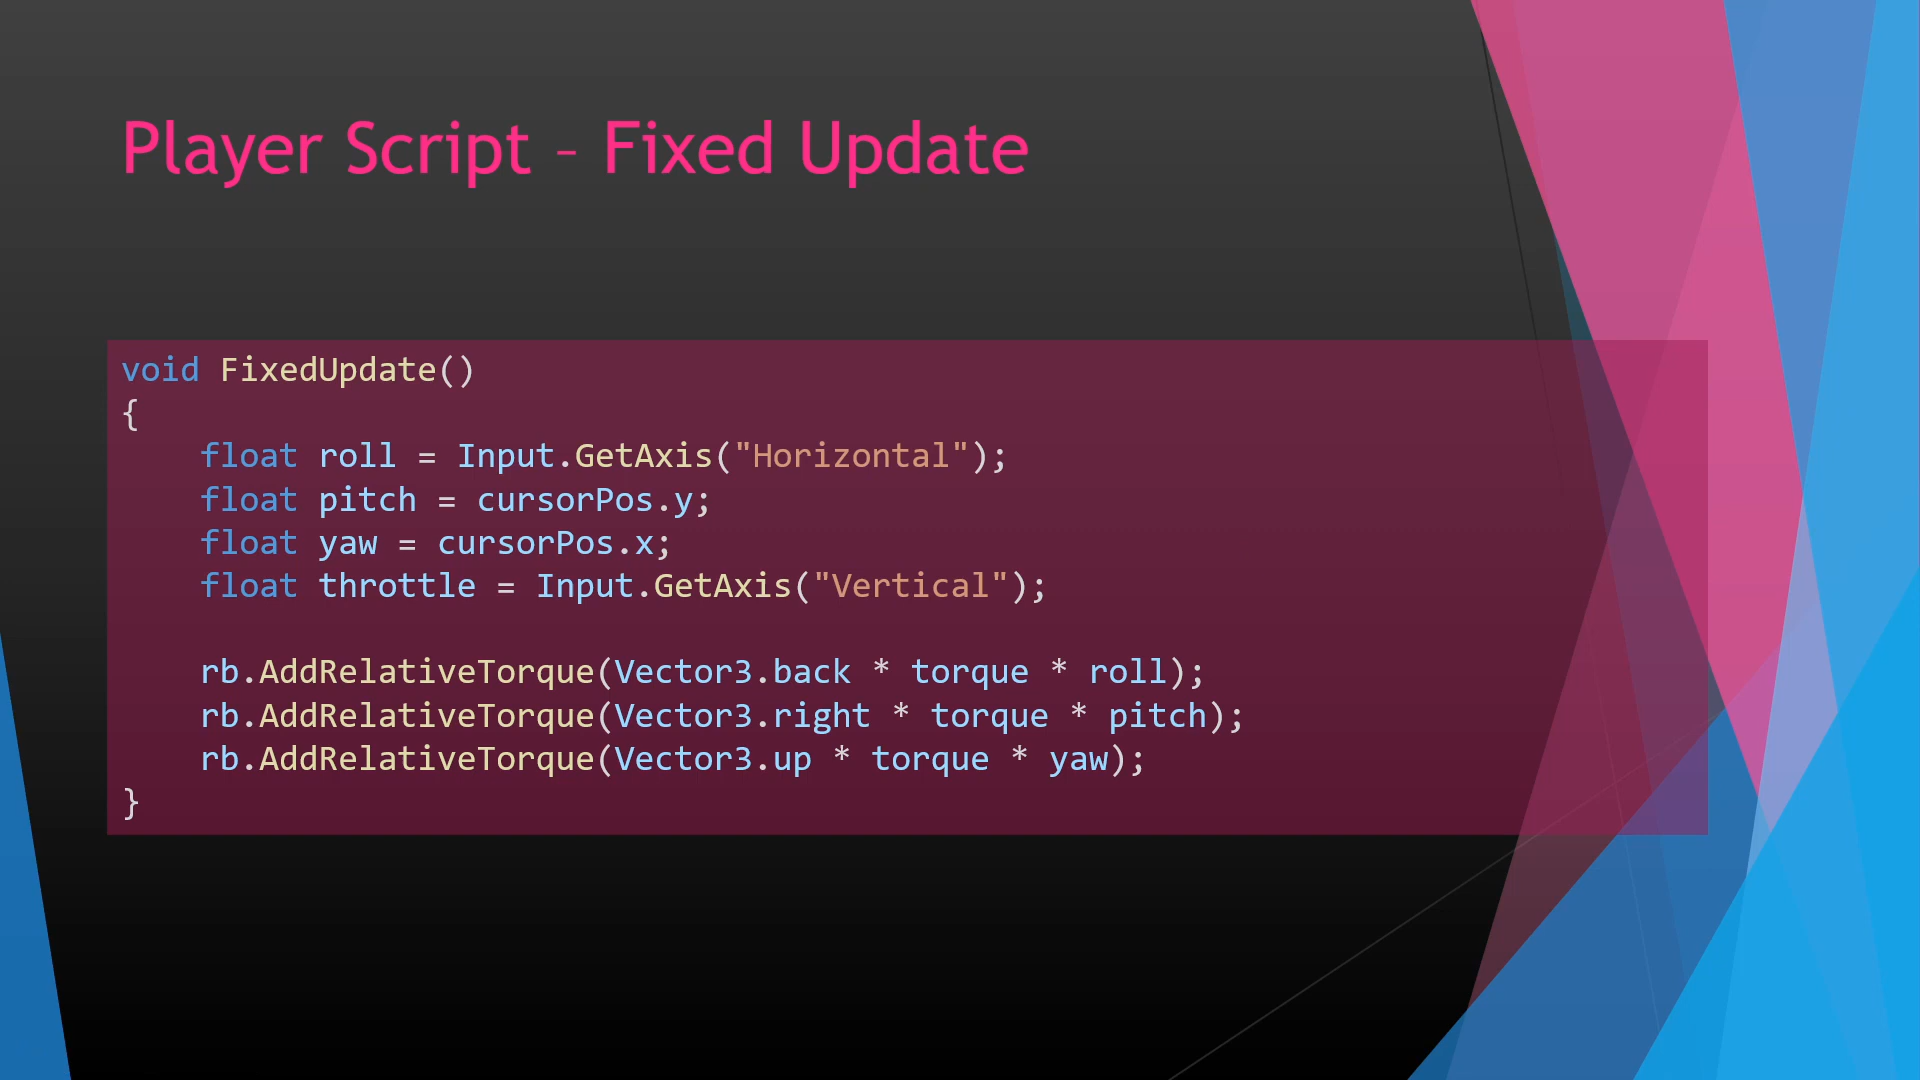 Player Script – Fixed Update
void FixedUpdate()
{
    float roll = Input.GetAxis("Horizontal");
    float pitch = cursorPos.y;
    float yaw = cursorPos.x;
    float throttle = Input.GetAxis("Vertical");

    rb.AddRelativeTorque(Vector3.back * torque * roll);
    rb.AddRelativeTorque(Vector3.right * torque * pitch);
    rb.AddRelativeTorque(Vector3.up * torque * yaw);
}